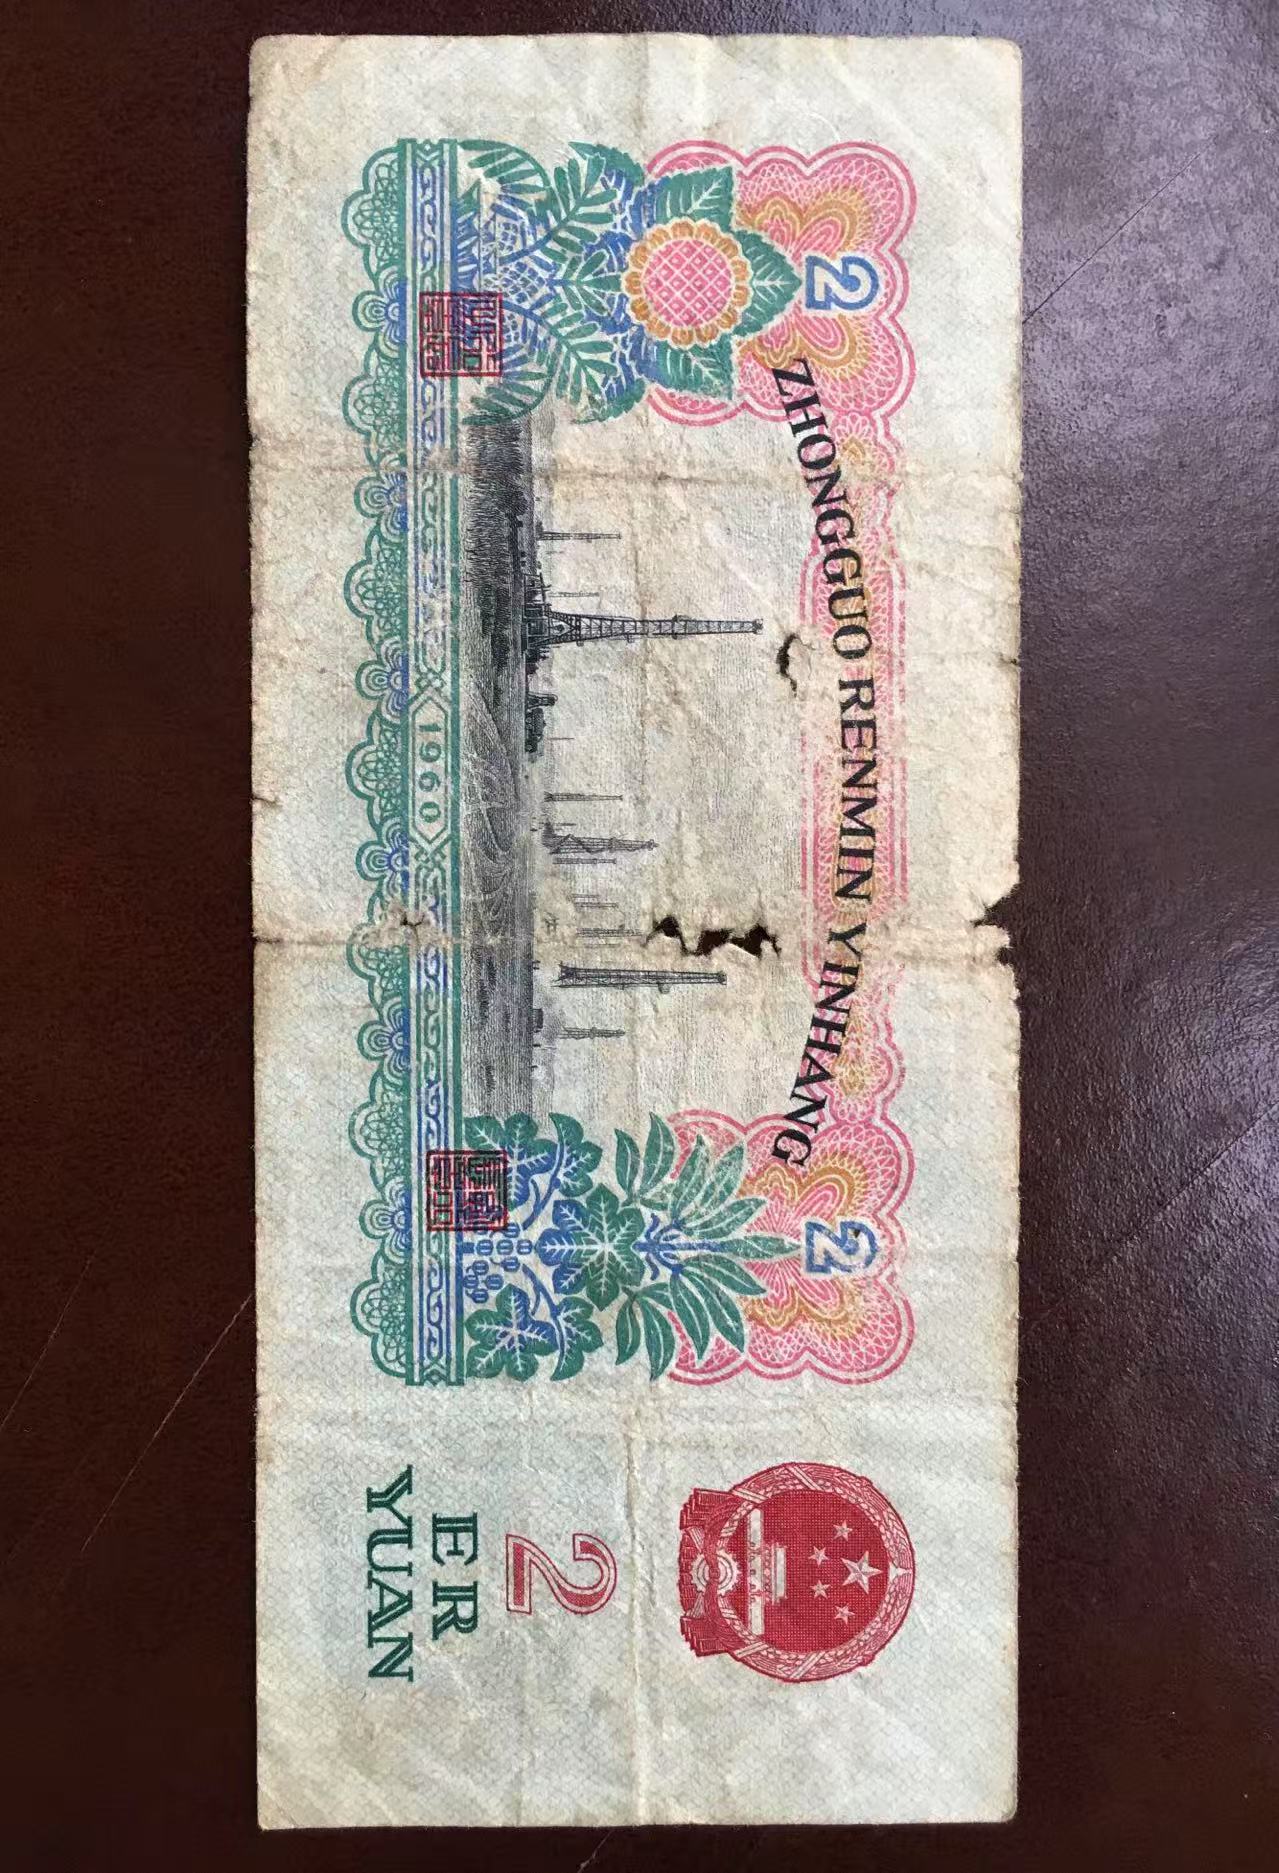 ZHONGGUO RENMIN YINHANG
2
2
1960
2
ER
YUAN